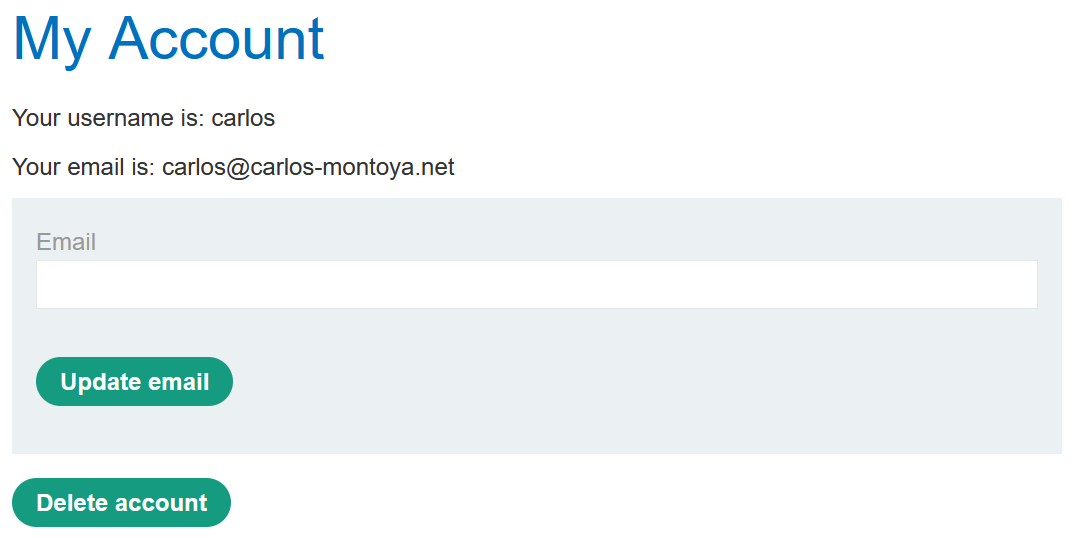 My Account
Your username is: carlos
Your email is: carlos@carlos-montoya.net
Email
Update email
Delete account